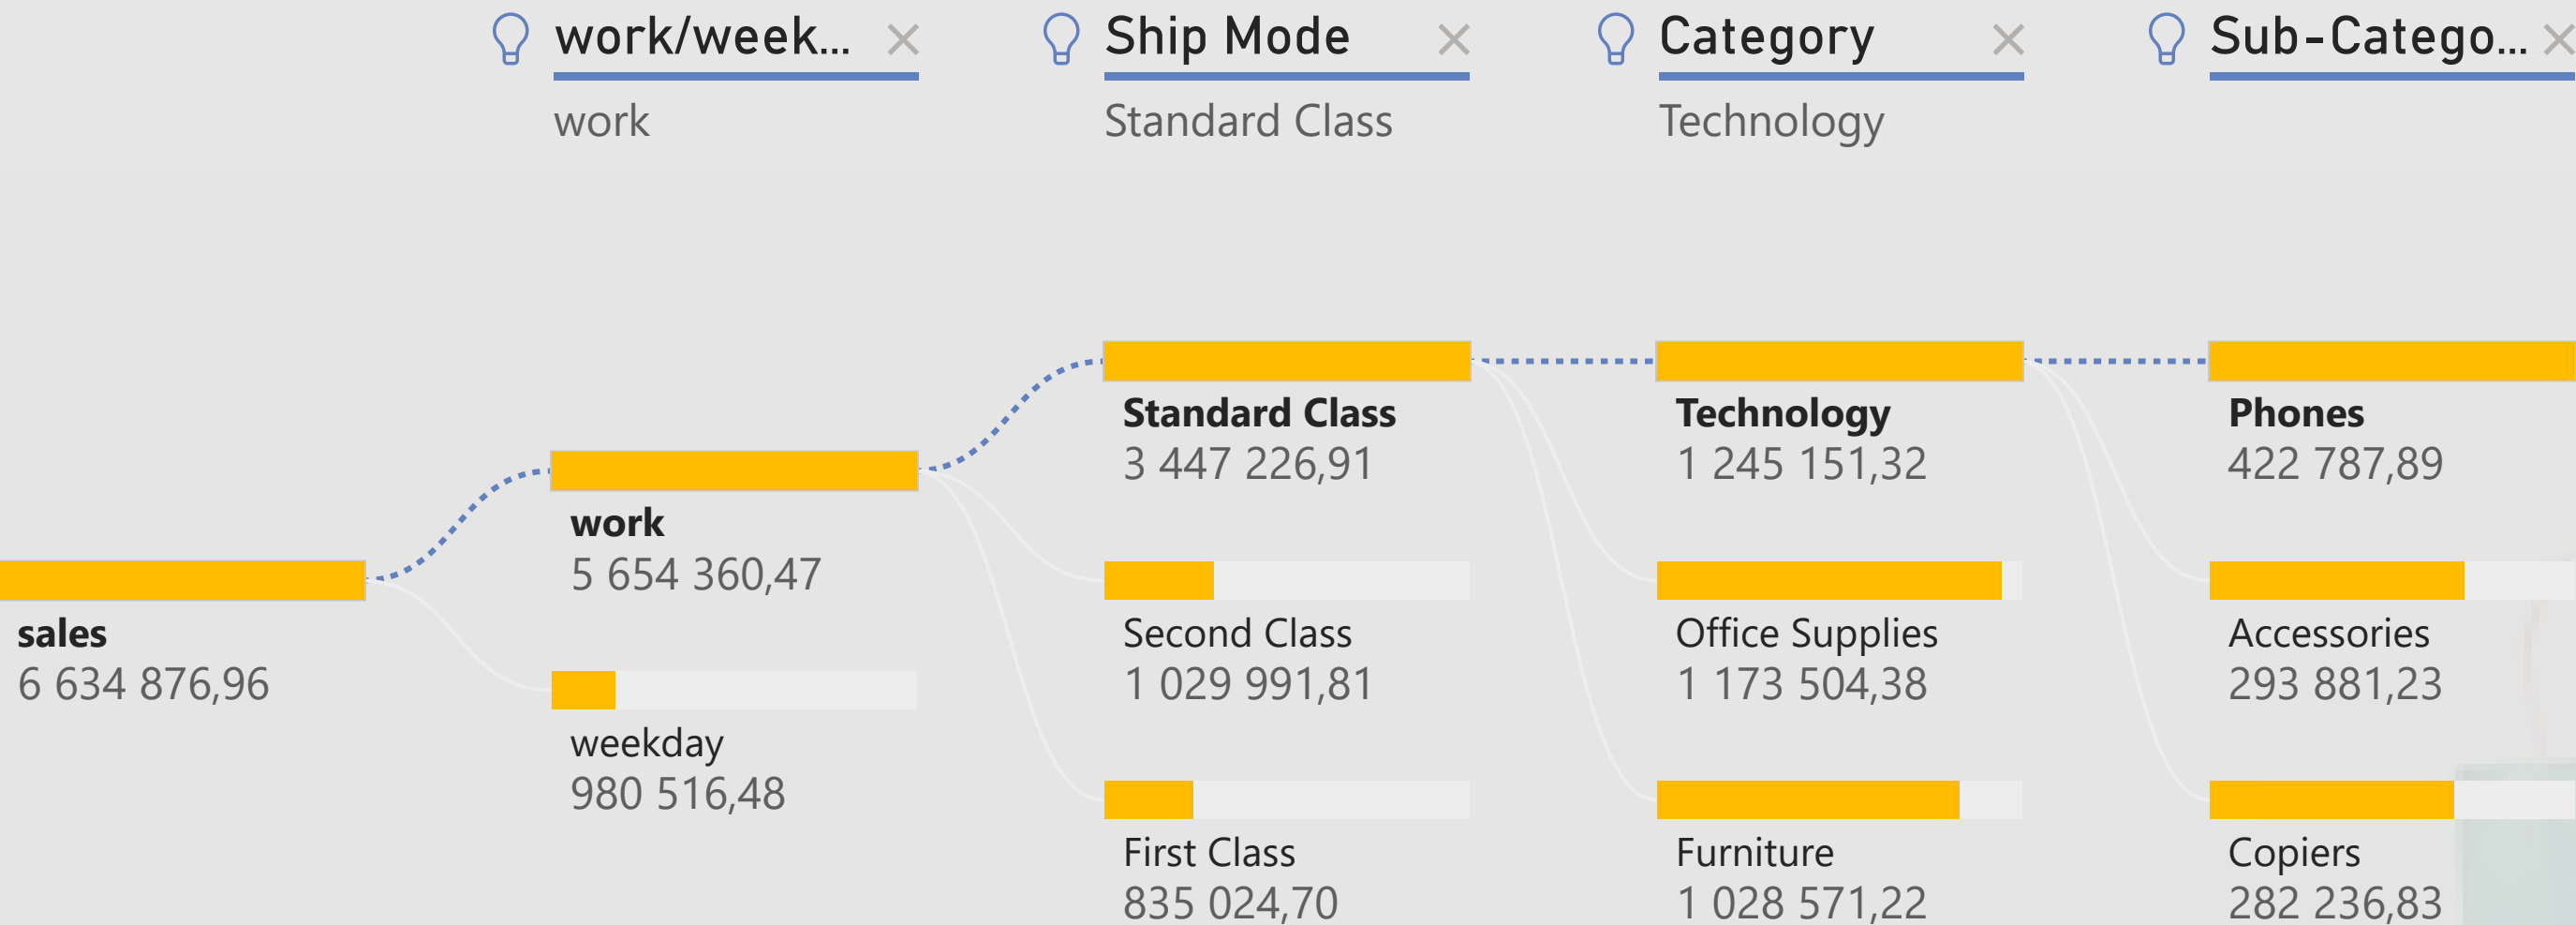 work/week...
Ship Mode
Category
Sub-Catego...
work
Standard Class
Technology
sales
6 634 876,96
work
5 654 360,47
weekday
980 516,48
Standard Class
3 447 226,91
Second Class
1 029 991,81
First Class
835 024,70
Technology
1 245 151,32
Office Supplies
1 173 504,38
Furniture
1 028 571,22
Phones
422 787,89
Accessories
293 881,23
Copiers
282 236,83